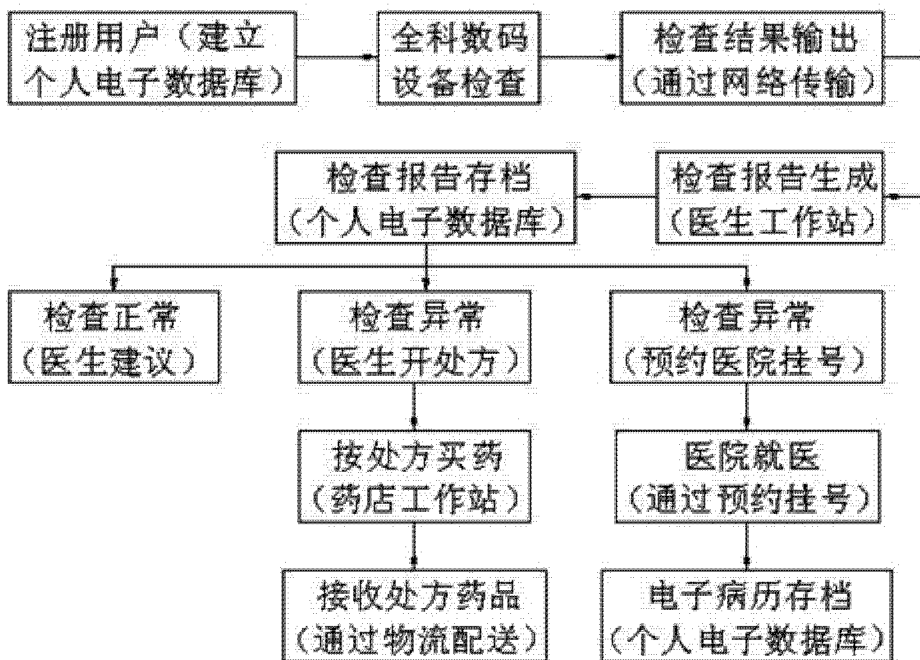 注册用户（建立
个人电子数据库）
全科数码
设备检查
检查结果输出
（通过网络传输）
检查报告存档
（个人电子数据库）
检查报告生成
（医生工作站）
检查正常
（医生建议）
检查异常
（医生开处方）
检查异常
（预约医院挂号）
按处方买药
（药店工作站）
医院就医
（通过预约挂号）
接收处方药品
（通过物流配送）
电子病历存档
（个人电子数据库）